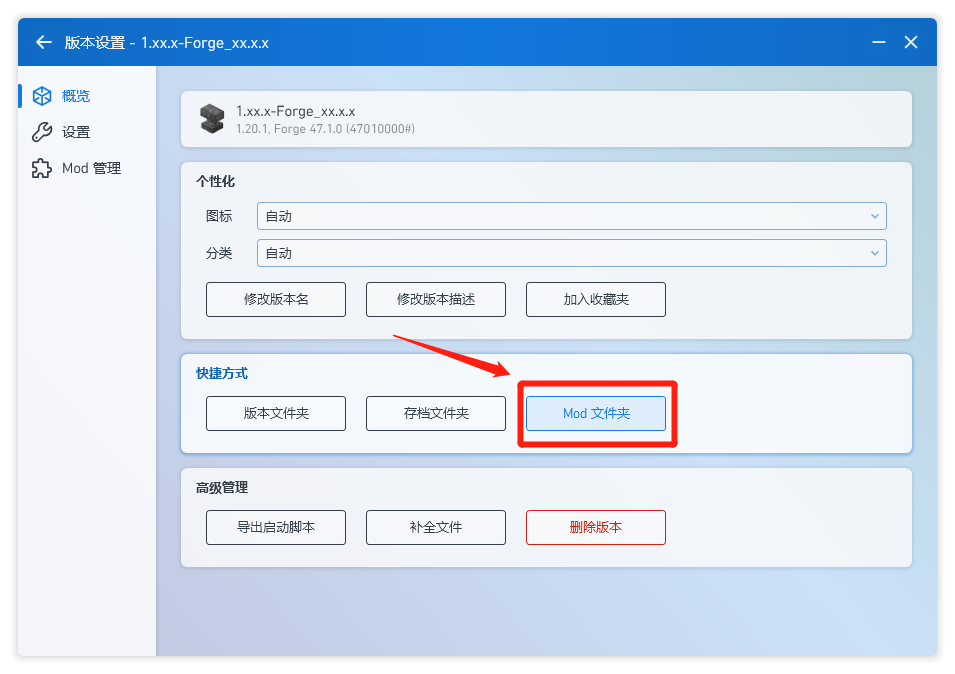 版本设置 - 1.xx.x-Forge_xx.x.x
概览
设置
Mod 管理
1.xx.x-Forge_xx.x.x
1.20.1, Forge 47.1.0 (47010000#)
个性化
图标 自动
分类 自动
修改版本名 修改版本描述 加入收藏夹
快捷方式
版本文件夹 存档文件夹 Mod 文件夹
高级管理
导出启动脚本 补全文件 删除版本